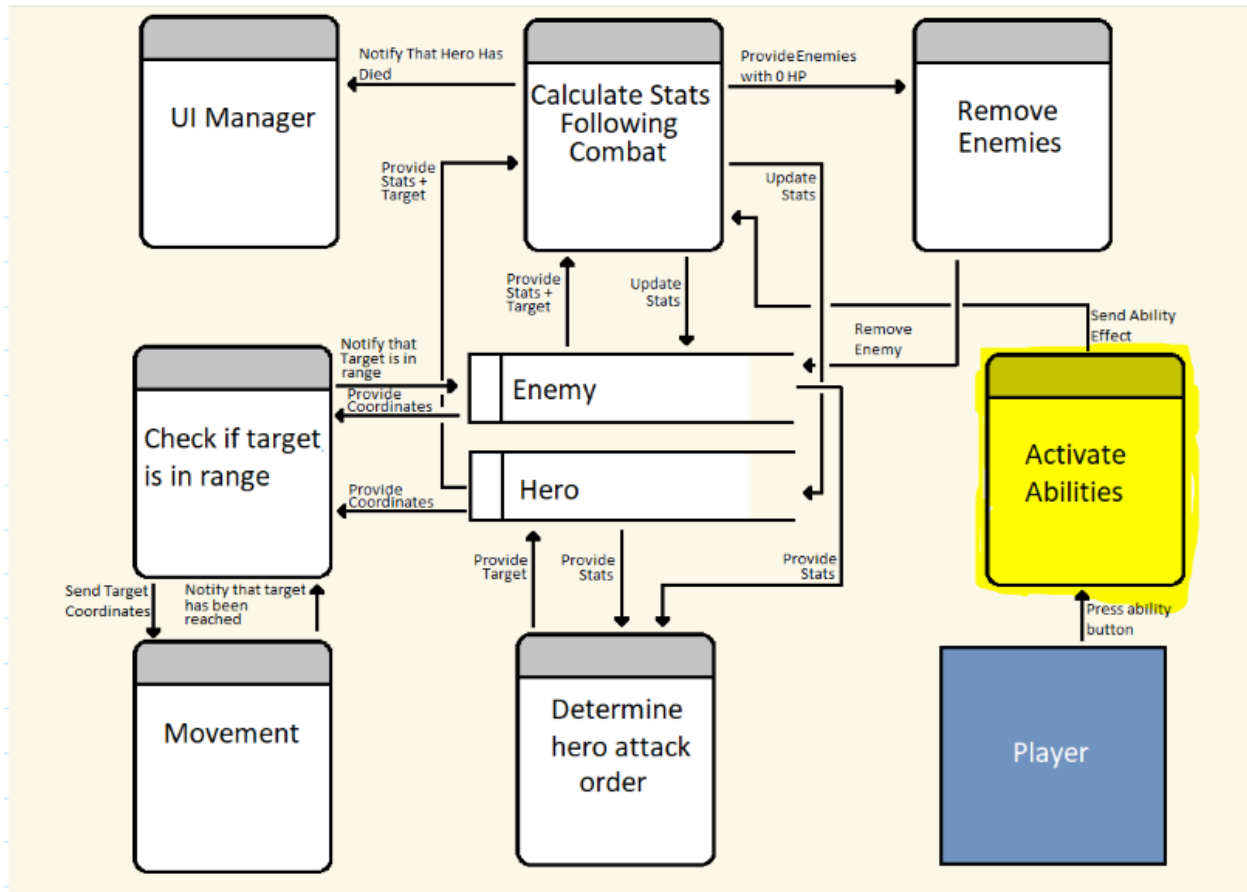 Notify That Hero Has
Died
Provide Enemies
with 0 HP
UI Manager
Calculate Stats
Following
Combat
Remove
Enemies
Provide
Stats +
Target
Update
Stats
Provide
Stats +
Target
Update
Stats
Notify that
Target is in
range
Remove
Enemy
Send Ability
Effect
Enemy
Provide
Coordinates
Check if target
is in range
Hero
Provide
Coordinates
Activate
Abilities
Send Target
Coordinates
Notify that target
has been
reached
Provide
Target
Provide
Stats
Provide
Stats
Press ability
button
Movement
Determine
hero attack
order
Player